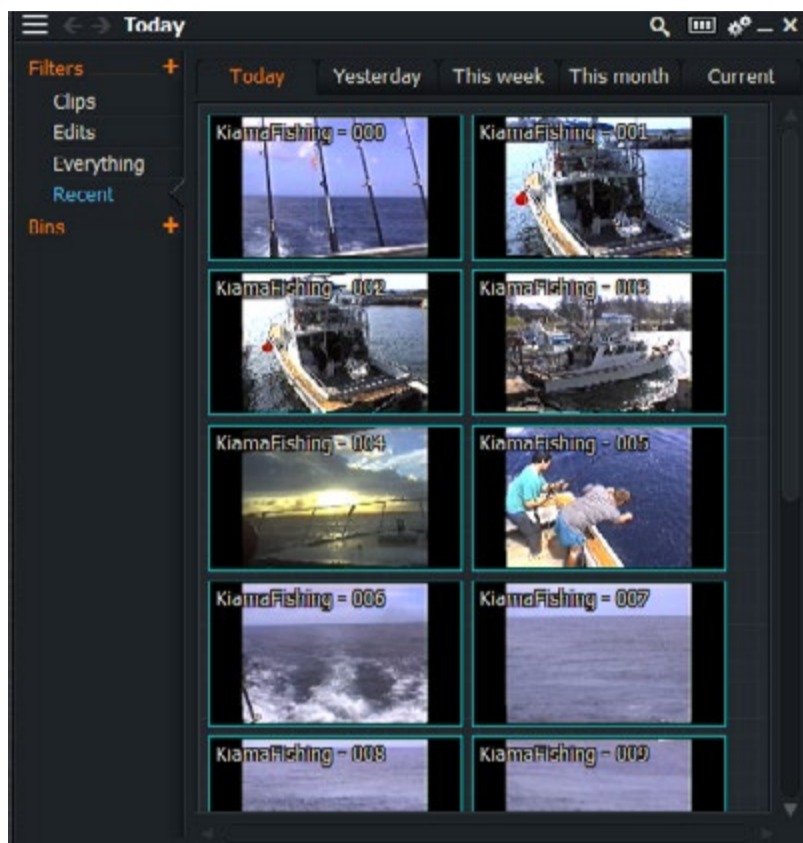 Today
Filters +
Clips
Edits
Everything
Recent
Bins +
Today Yesterday This week This month Current
KiamaFishing - 000
KiamaFishing - 001
KiamaFishing - 002
KiamaFishing - 003
KiamaFishing - 004
KiamaFishing - 005
KiamaFishing - 006
KiamaFishing - 007
KiamaFishing - 008
KiamaFishing - 009